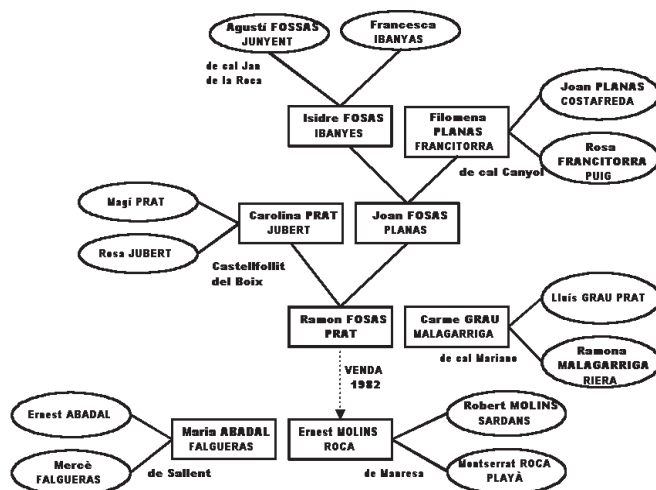 Agustí FOSSAS
JUNYENT
Francesca
IBANYAS
de cal Jan
de la Roca
Isidre FOSAS
IBANYES
Filomena
PLANAS
FRANCITORRA
Joan PLANAS
COSTAFREDA
Rosa
FRANCITORRA
PUIG
de cal Canyol
Magí PRAT
Rosa JUBERT
Carolina PRAT
JUBERT
Joan FOSAS
PLANAS
Castellfollit
del Boix
Ramon FOSAS
PRAT
Carme GRAU
MALAGARRIGA
Lluís GRAU PRAT
Ramona
MALAGARRIGA
RIERA
de cal Mariano
VENDA
1982
Ernest ABADAL
Mercè
FALGUERAS
Maria ABADAL
FALGUERAS
de Sallent
Ernest MOLINS
ROCA
Robert MOLINS
SARDANS
de Manresa
Montserrat ROCA
PLAYÀ